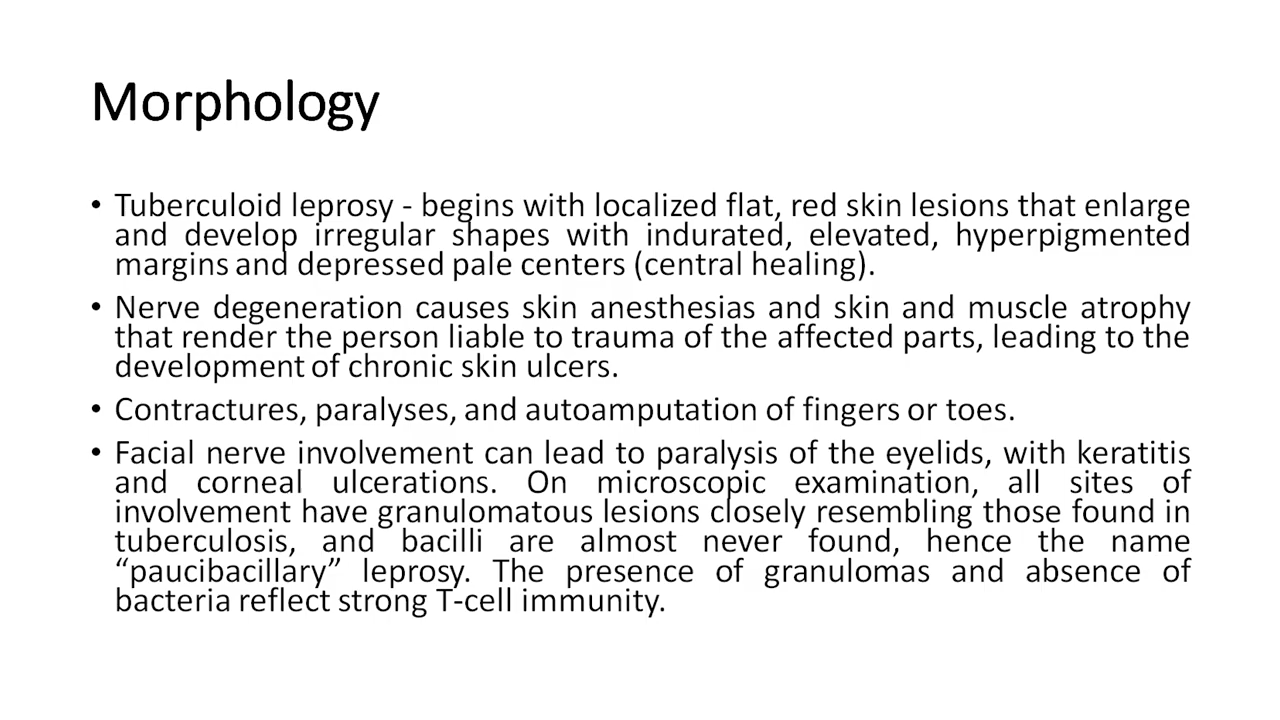 Morphology
• Tuberculoid leprosy - begins with localized flat, red skin lesions that enlarge
and develop irregular shapes with indurated, elevated, hyperpigmented
margins and depressed pale centers (central healing).
• Nerve degeneration causes skin anesthesias and skin and muscle atrophy
that render the person liable to trauma of the affected parts, leading to the
development of chronic skin ulcers.
• Contractures, paralyses, and autoamputation of fingers or toes.
• Facial nerve involvement can lead to paralysis of the eyelids, with keratitis
and corneal ulcerations. On microscopic examination, all sites of
involvement have granulomatous lesions closely resembling those found in
tuberculosis, and bacilli are almost never found, hence the name
“paucibacillary” leprosy. The presence of granulomas and absence of
bacteria reflect strong T-cell immunity.